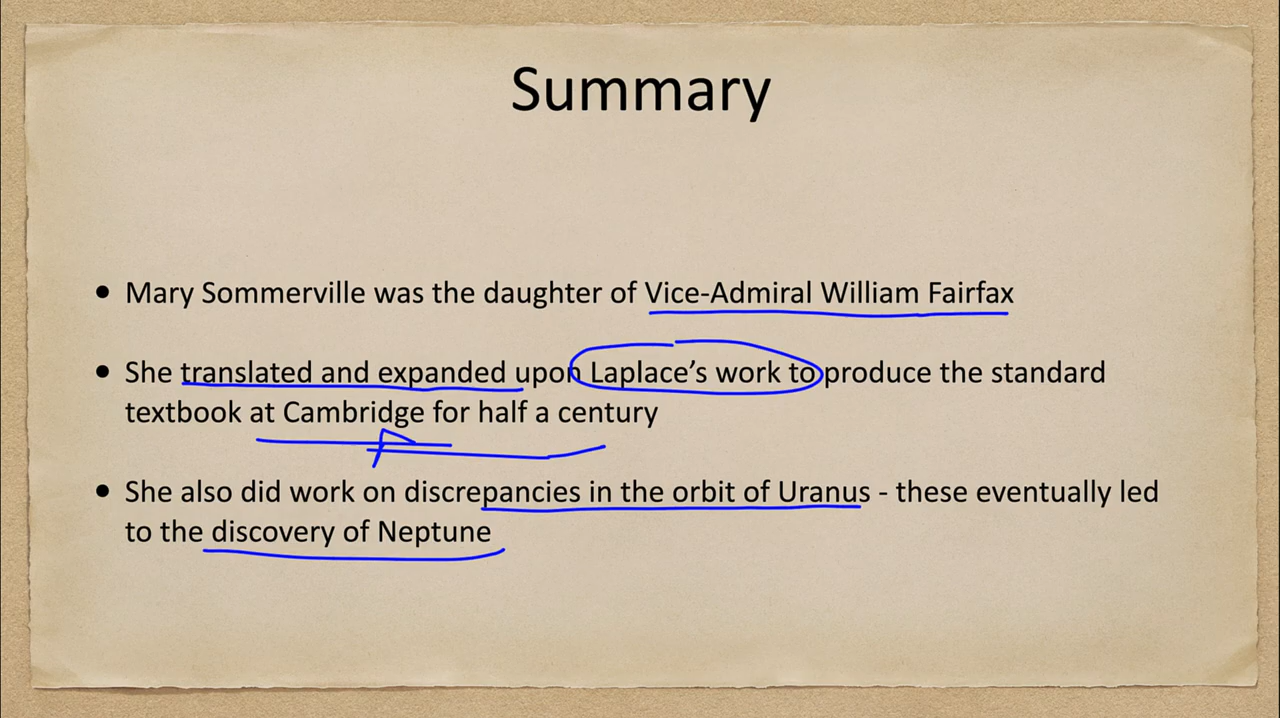 Summary
• Mary Sommerville was the daughter of Vice-Admiral William Fairfax
• She translated and expanded upon Laplace’s work to produce the standard
textbook at Cambridge for half a century
• She also did work on discrepancies in the orbit of Uranus - these eventually led
to the discovery of Neptune